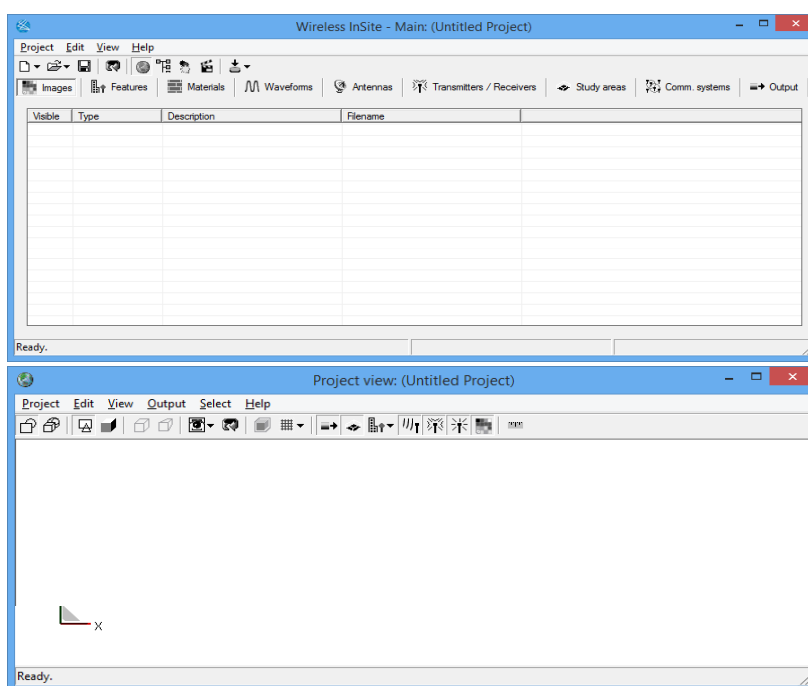 Wireless InSite - Main: (Untitled Project)
Project Edit View Help
Images Features Materials Waveforms Antennas Transmitters / Receivers Study areas Comm. systems Output
Visible Type Description Filename
Ready.
Project view: (Untitled Project)
Project Edit View Output Select Help
X
Ready.